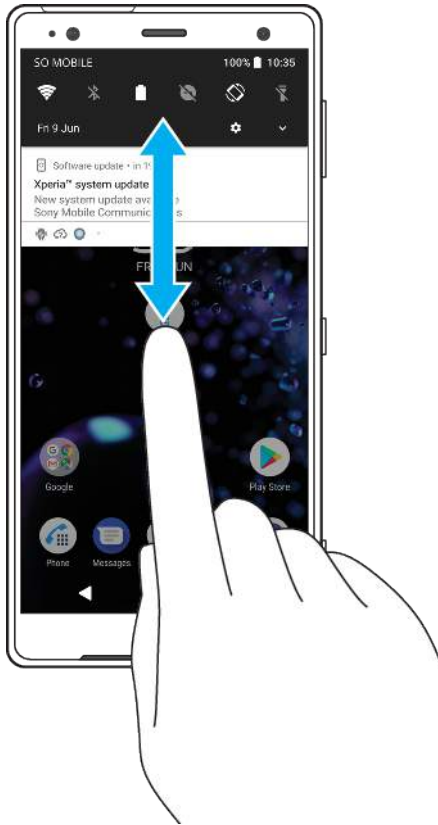 SO MOBILE 100% 10:35
Fri 9 Jun
Software update • in
Xperia™ system update
New system update
Sony Mobile
Google
Play Store
Phone
Messages